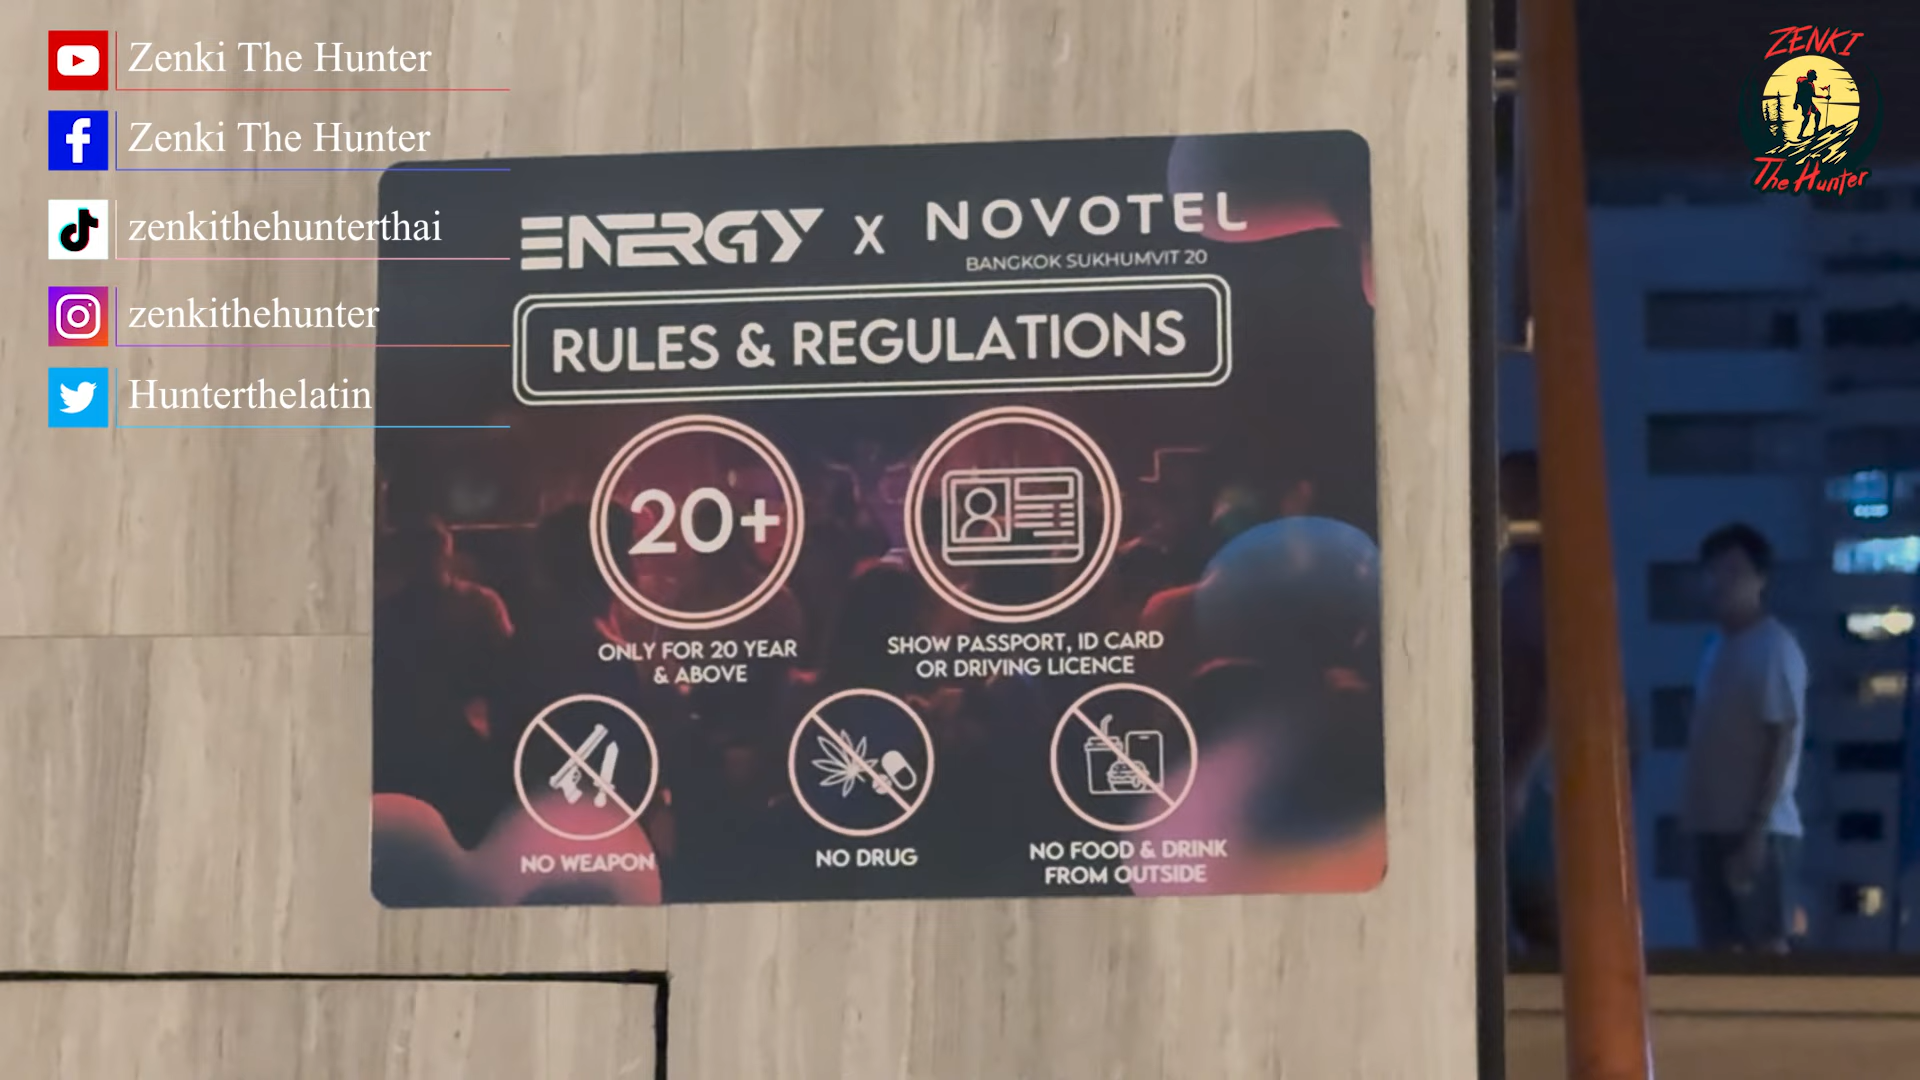 Zenki The Hunter
Zenki The Hunter
zenkithehunterthai
zenkithehunter
Hunterthelatin
ZENKI
The Hunter
ENERGY X NOVOTEL
BANGKOK SUKHUMVIT 20
RULES & REGULATIONS
20+
ONLY FOR 20 YEAR
& ABOVE
SHOW PASSPORT, ID CARD
OR DRIVING LICENCE
NO WEAPON
NO DRUG
NO FOOD & DRINK
FROM OUTSIDE